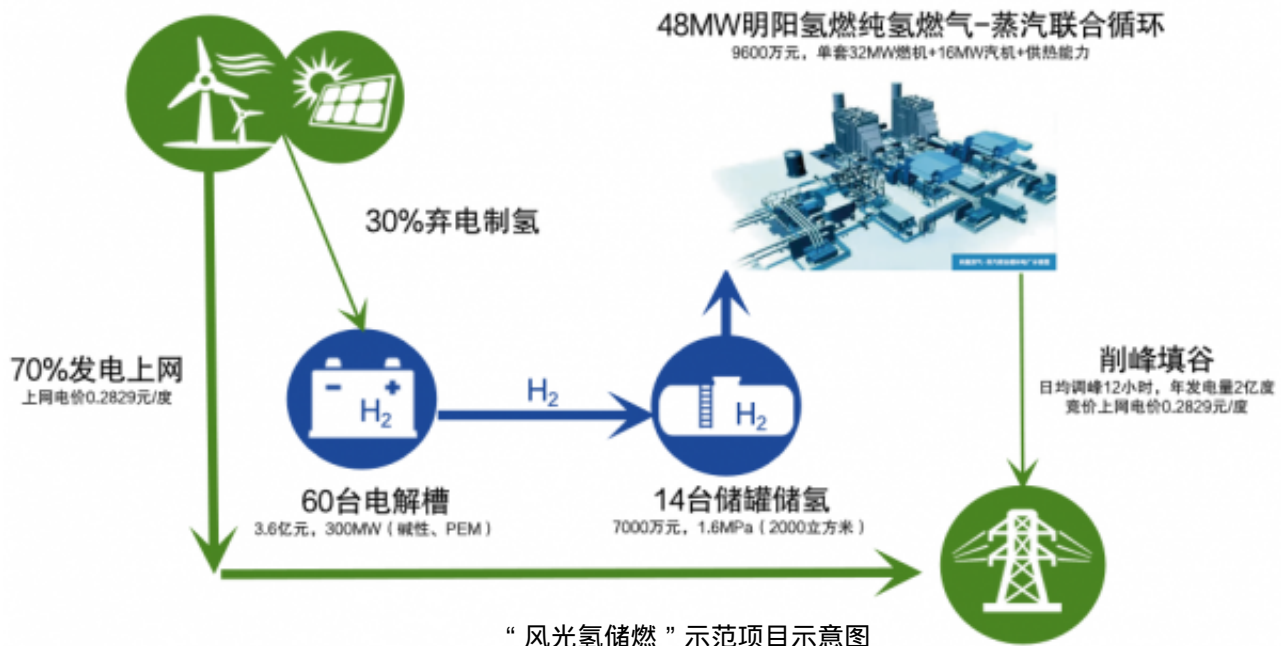 48MW明阳氢燃纯氢燃气-蒸汽联合循环
9600万元，单套32MW燃机+16MW汽机+供热能力
30%弃电制氢
70%发电上网
上网电价0.2829元/度
H₂
H₂
H₂
削峰填谷
日均调峰12小时，年发电量2亿度
竞价上网电价0.2829元/度
60台电解槽
3.6亿元，300MW（碱性、PEM）
14台储罐储氢
7000万元，1.6MPa（2000立方米）
“风光氢储燃”示范项目示意图